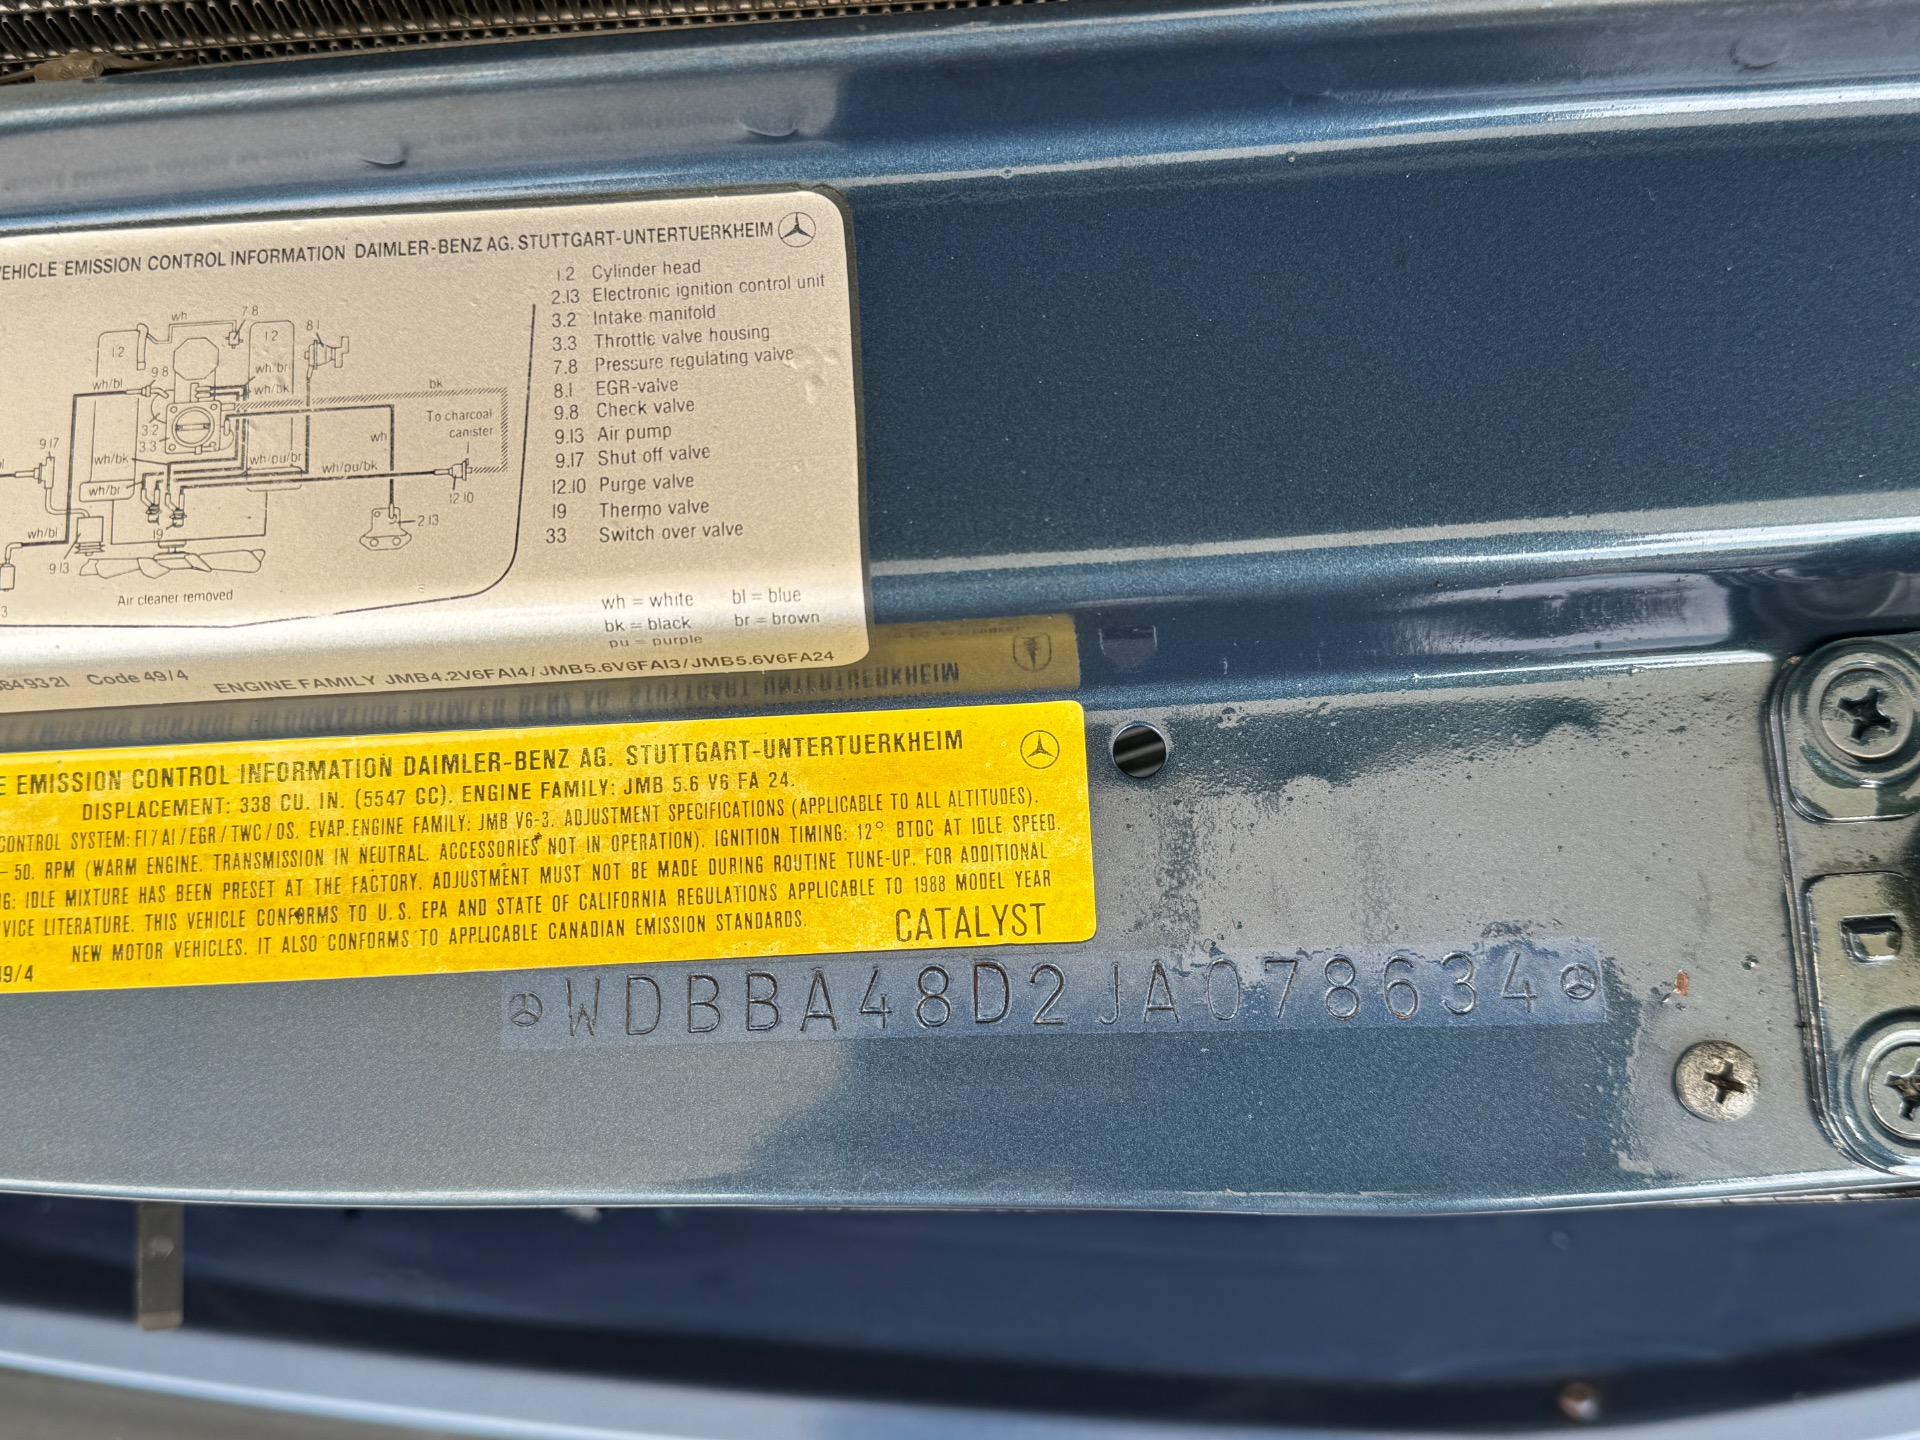 VEHICLE EMISSION CONTROL INFORMATION DAIMLER-BENZ AG. STUTTGART-UNTERTUERKHEIM
1.2 Cylinder head
2.13 Electronic ignition control unit
3.2 Intake manifold
3.3 Throttle valve housing
7.8 Pressure regulating valve
8.1 EGR-valve
9.8 Check valve
9.13 Air pump
9.17 Shut off valve
12.10 Purge valve
19 Thermo valve
33 Switch over valve
wh
7.8
8.1
1.2
1.2
9.8
wh/br
wh/bl
wh/bk
bk
To charcoal
canister
3.2
3.3
wh
9.17
wh/bk
wh/pu/br
wh/pu/bk
wh/br
12.10
2.13
19
wh/bl
9.13
3
Air cleaner removed
wh = white bl = blue
bk = black br = brown
pu = purple
849321 Code 49/4 ENGINE FAMILY JMB4.2V6FA14/JMB5.6V6FA13/JMB5.6V6FA24
E EMISSION CONTROL INFORMATION DAIMLER-BENZ AG. STUTTGART-UNTERTUERKHEIM
DISPLACEMENT: 338 CU. IN. (5547 CC). ENGINE FAMILY: JMB 5.6 V6 FA 24.
CONTROL SYSTEM: FI/AI/EGR/TWC/OS. EVAP.ENGINE FAMILY: JMB V6-3. ADJUSTMENT SPECIFICATIONS (APPLICABLE TO ALL ALTITUDES).
– 50. RPM (WARM ENGINE, TRANSMISSION IN NEUTRAL. ACCESSORIES NOT IN OPERATION). IGNITION TIMING: 12° BTDC AT IDLE SPEED.
G: IDLE MIXTURE HAS BEEN PRESET AT THE FACTORY. ADJUSTMENT MUST NOT BE MADE DURING ROUTINE TUNE-UP. FOR ADDITIONAL
VICE LITERATURE. THIS VEHICLE CONFORMS TO U.S. EPA AND STATE OF CALIFORNIA REGULATIONS APPLICABLE TO 1988 MODEL YEAR
NEW MOTOR VEHICLES. IT ALSO CONFORMS TO APPLICABLE CANADIAN EMISSION STANDARDS.
CATALYST
49/4
WDBBA48D2JA078634